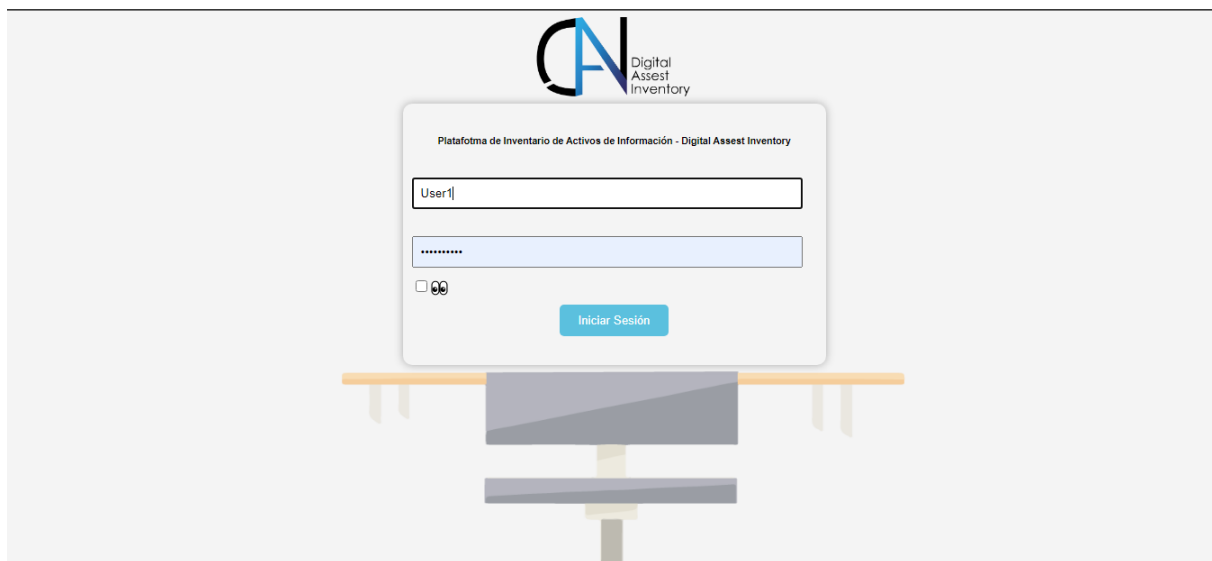 Digital
Assest
Inventory
Platafotma de Inventario de Activos de Información - Digital Assest Inventory
User1
••••••••••
Iniciar Sesión